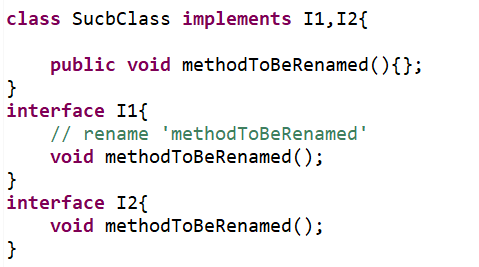 class SucbClass implements I1,I2{
public void methodToBeRenamed(){};
}
interface I1{
// rename 'methodToBeRenamed'
void methodToBeRenamed();
}
interface I2{
void methodToBeRenamed();
}